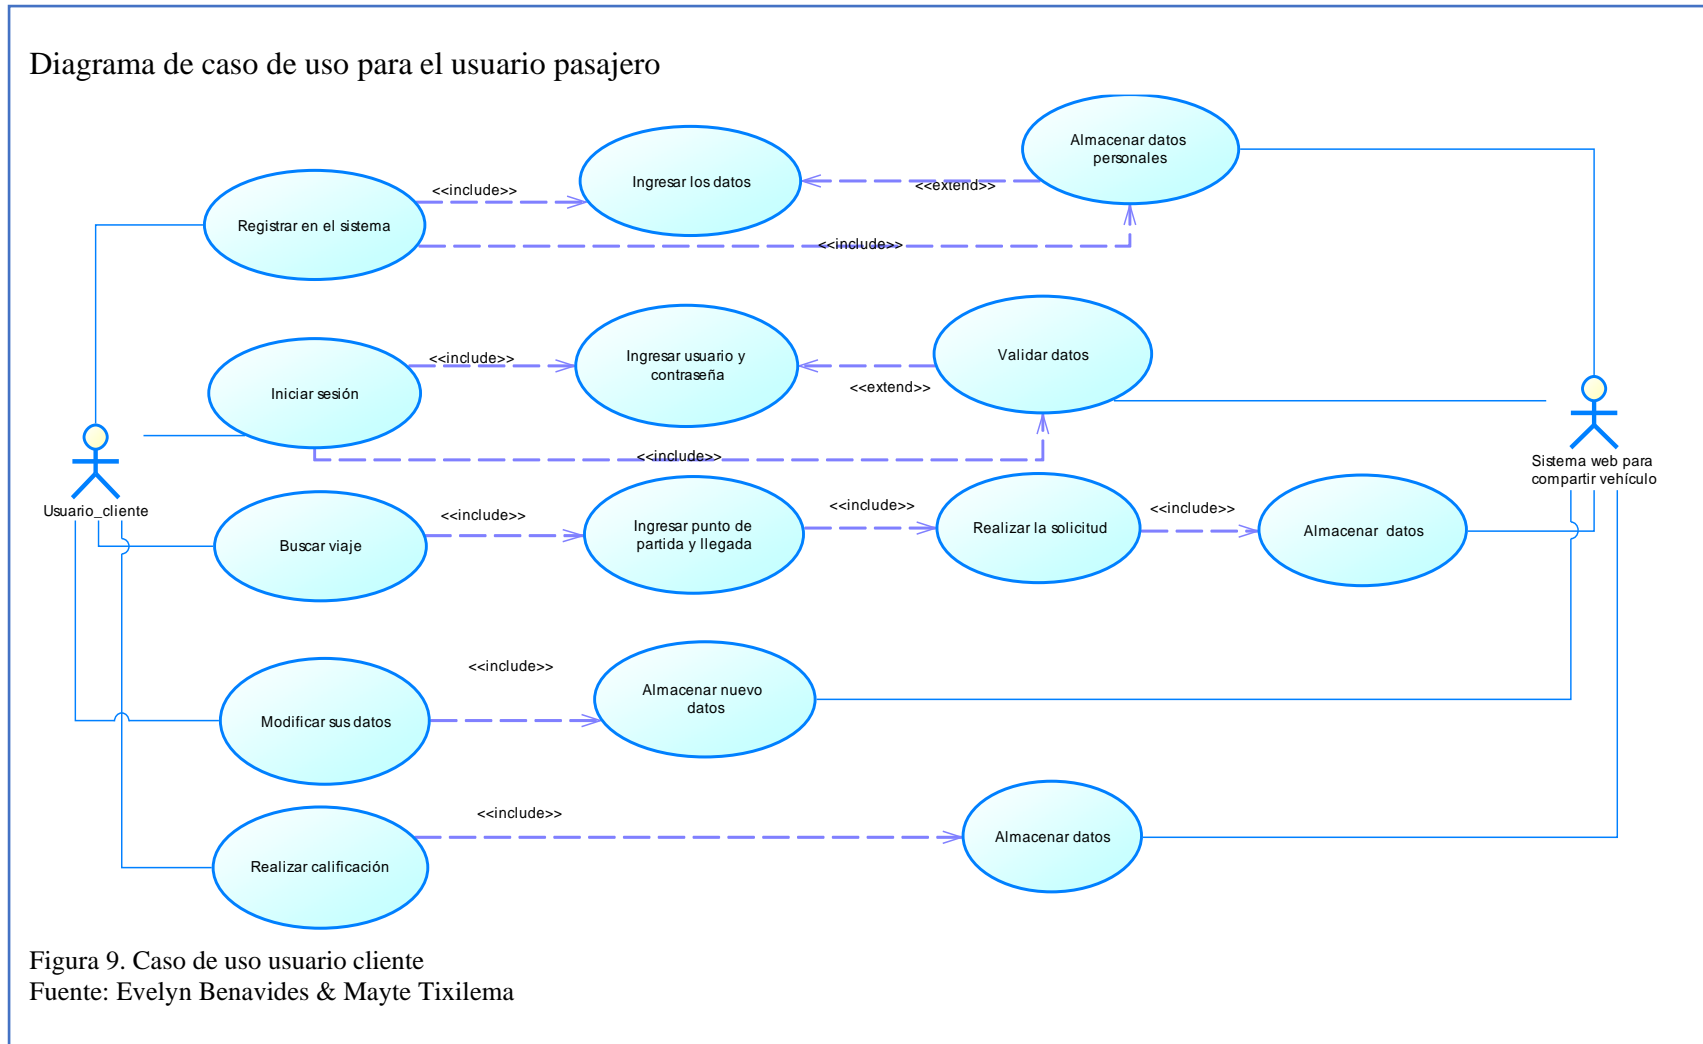 Diagrama de caso de uso para el usuario pasajero
Almacenar datos
personales
<<include>>
Ingresar los datos
<<extend>>
Registrar en el sistema
<<include>>
<<include>>
Ingresar usuario y
contraseña
Validar datos
<<extend>>
Iniciar sesión
<<include>>
Usuario_cliente
Sistema web para
compartir vehículo
<<include>>
Ingresar punto de
partida y llegada
<<include>>
Realizar la solicitud
<<include>>
Almacenar  datos
Buscar viaje
<<include>>
Almacenar nuevo
datos
Modificar sus datos
<<include>>
Almacenar datos
Realizar calificación
Figura 9. Caso de uso usuario cliente
Fuente: Evelyn Benavides & Mayte Tixilema